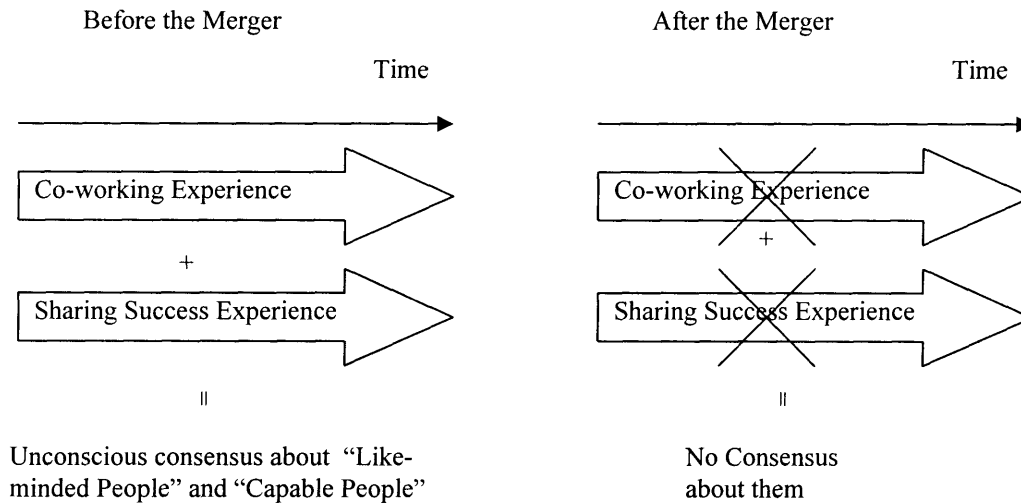 Before the Merger
Time
Co-working Experience
+
Sharing Success Experience
=
Unconscious consensus about “Like-
minded People” and “Capable People”
After the Merger
Time
Co-working Experience
+
Sharing Success Experience
=
No Consensus
about them